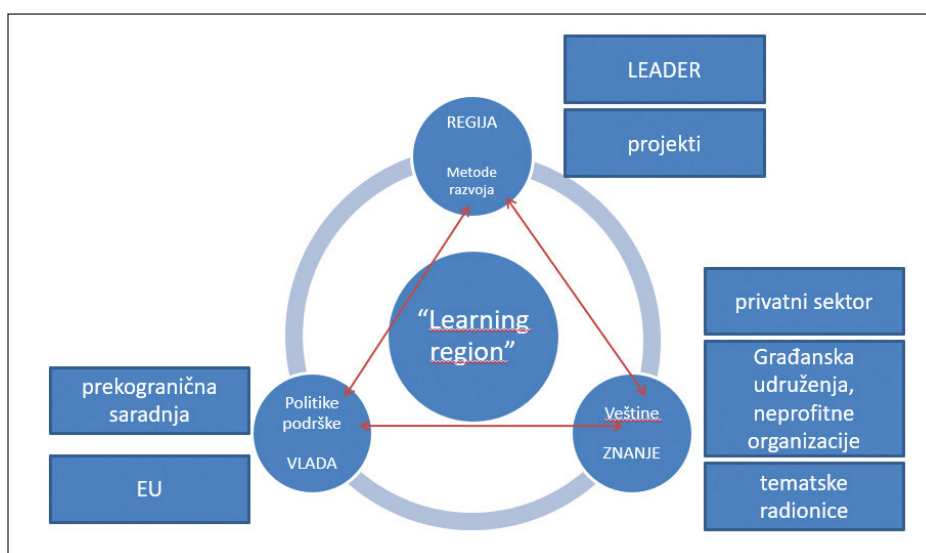 LEADER
REGIJA
projekti
Metode
razvoja
“Learning
region”
privatni sektor
Građanska
udruženja,
neprofitne
organizacije
prekogranična
saradnja
Politike
podrške
VLADA
Veštine
ZNANJE
EU
tematske
radionice